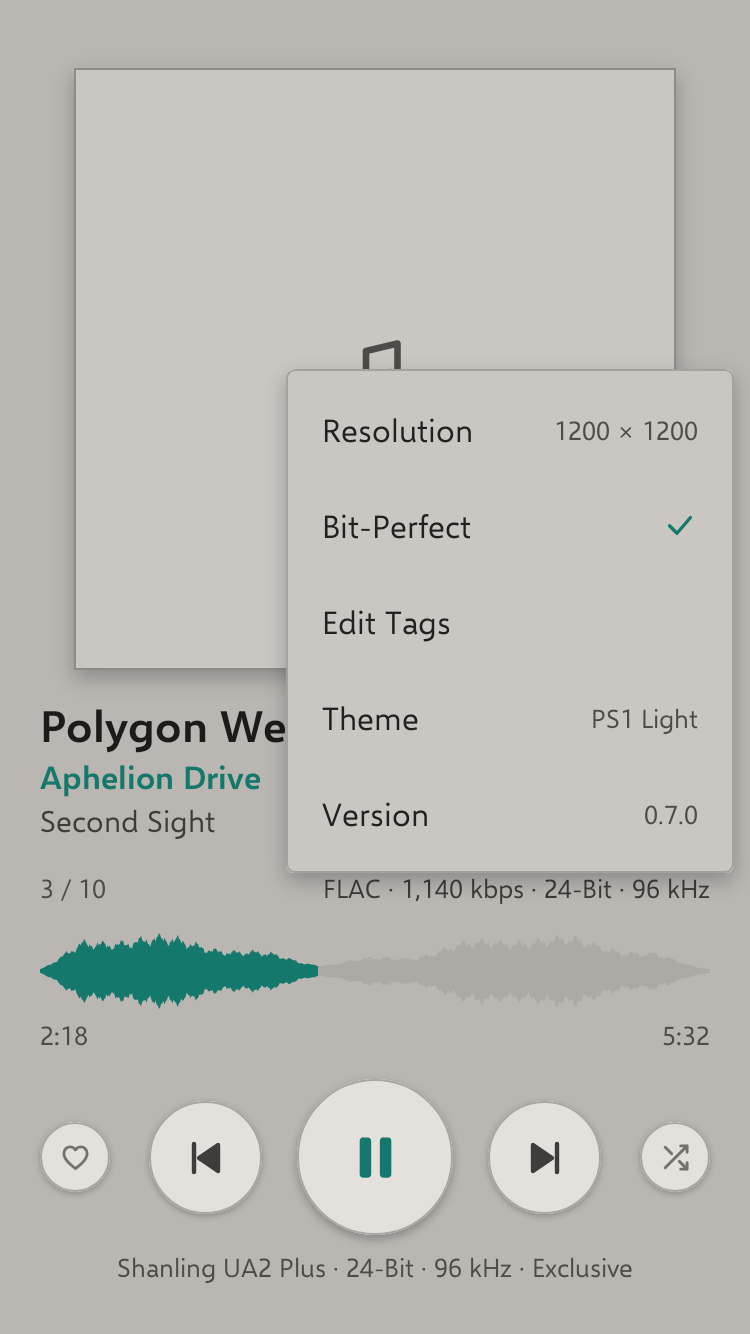 Resolution 1200 × 1200
Bit-Perfect
Edit Tags
Theme PS1 Light
Version 0.7.0
Polygon
Aphelion Drive
Second Sight
3 / 10 FLAC · 1,140 kbps · 24-Bit · 96 kHz
2:18 5:32
Shanling UA2 Plus · 24-Bit · 96 kHz · Exclusive